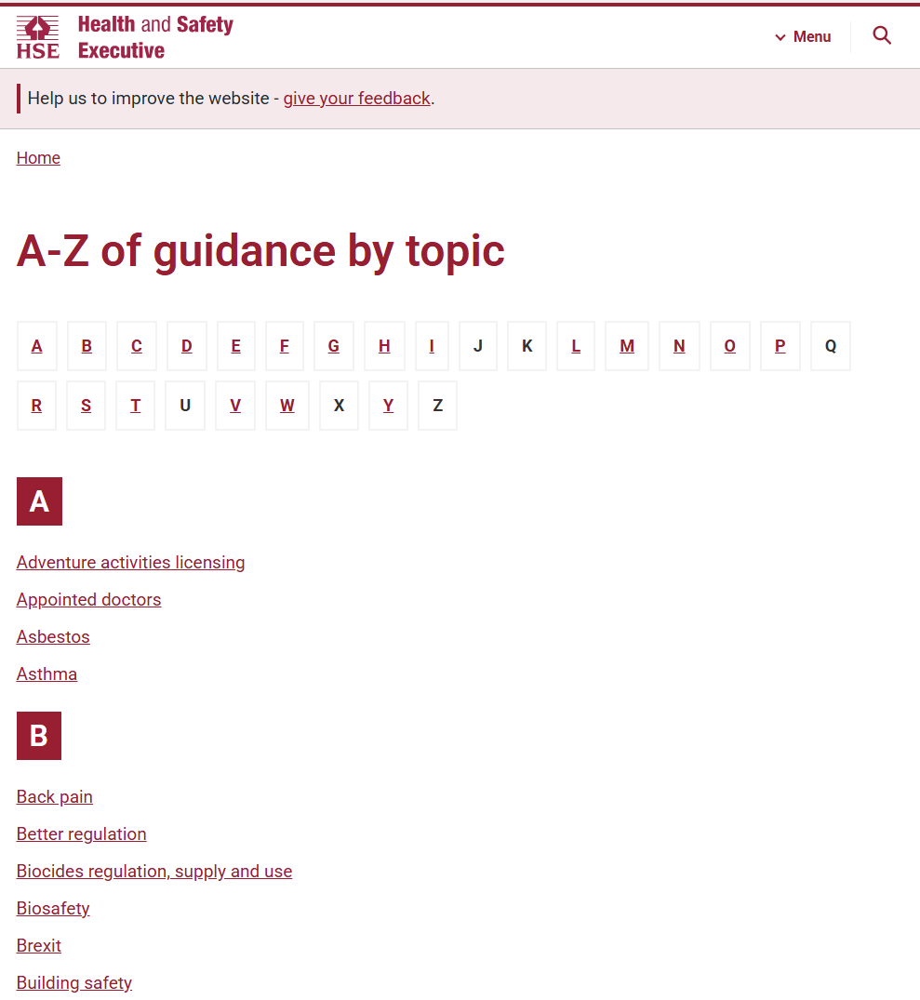 HSE
Health and Safety
Executive
Menu
Help us to improve the website - give your feedback.
Home
A-Z of guidance by topic
A B C D E F G H I J K L M N O P Q
R S T U V W X Y Z
A
Adventure activities licensing
Appointed doctors
Asbestos
Asthma
B
Back pain
Better regulation
Biocides regulation, supply and use
Biosafety
Brexit
Building safety